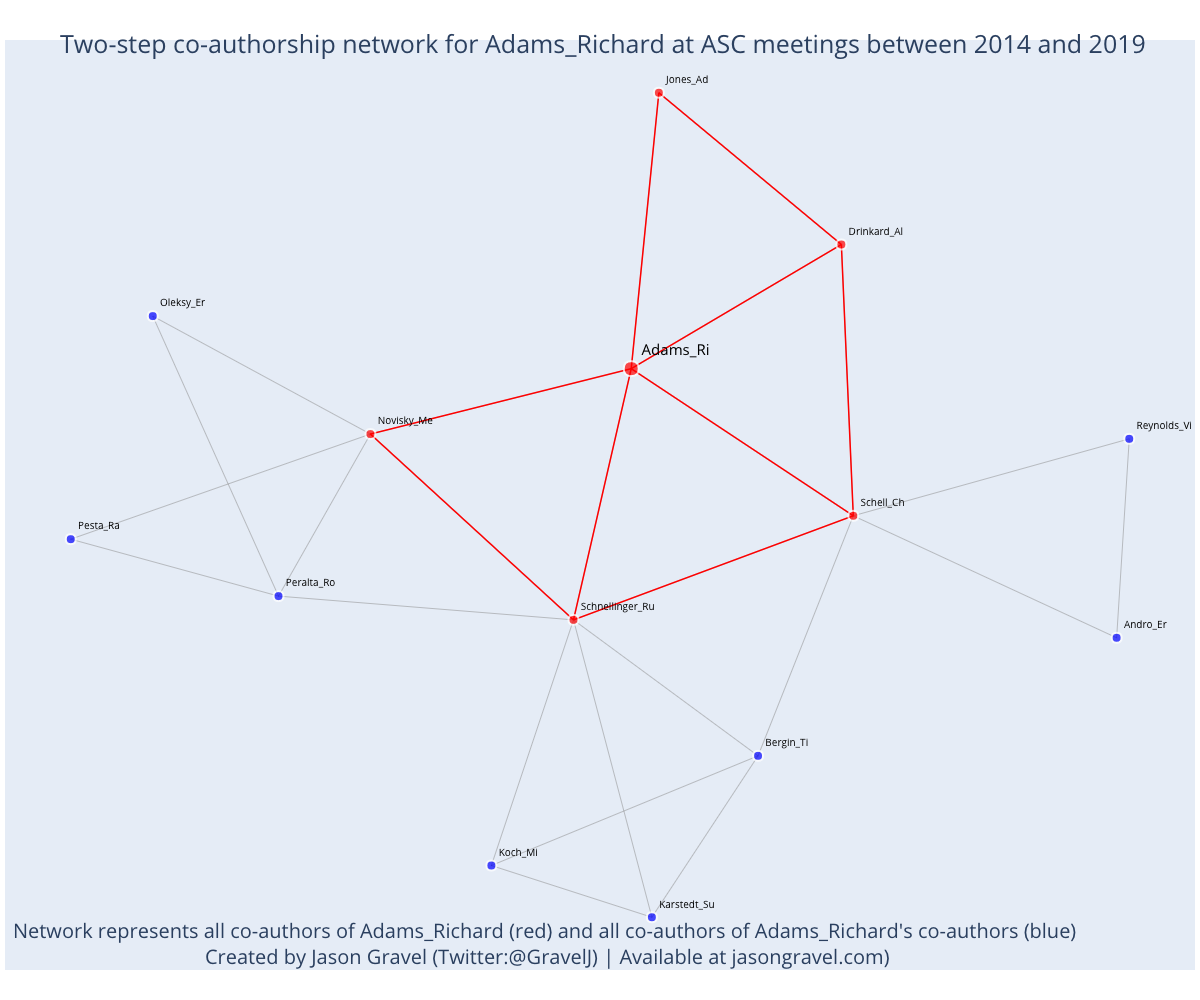 Two-step co-authorship network for Adams_Richard at ASC meetings between 2014 and 2019
Jones_Ad
Drinkard_Al
Oleksy_Er
Adams_Ri
Novisky_Me
Reynolds_Vi
Schell_Ch
Pesta_Ra
Peralta_Ro
Schnellinger_Ru
Andro_Er
Bergin_Ti
Koch_Mi
Karstedt_Su
Network represents all co-authors of Adams_Richard (red) and all co-authors of Adams_Richard's co-authors (blue)
Created by Jason Gravel (Twitter:@GravelJ) | Available at jasongravel.com)